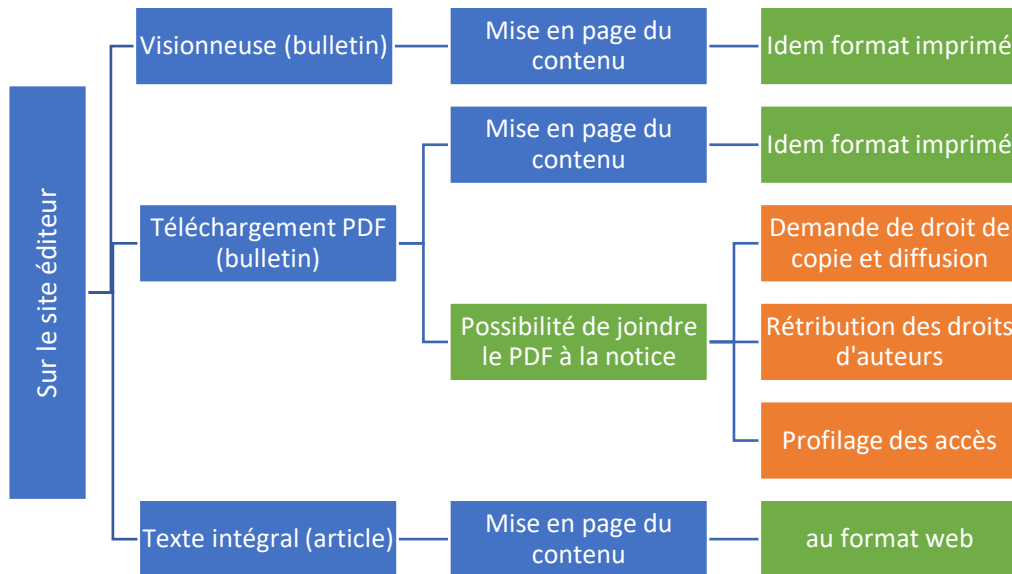 Sur le site éditeur
Visionneuse (bulletin)
Mise en page du
contenu
Idem format imprimé
Téléchargement PDF
(bulletin)
Mise en page du
contenu
Idem format imprimé
Possibilité de joindre
le PDF à la notice
Demande de droit de
copie et diffusion
Rétribution des droits
d'auteurs
Profilage des accès
Texte intégral (article)
Mise en page du
contenu
au format web